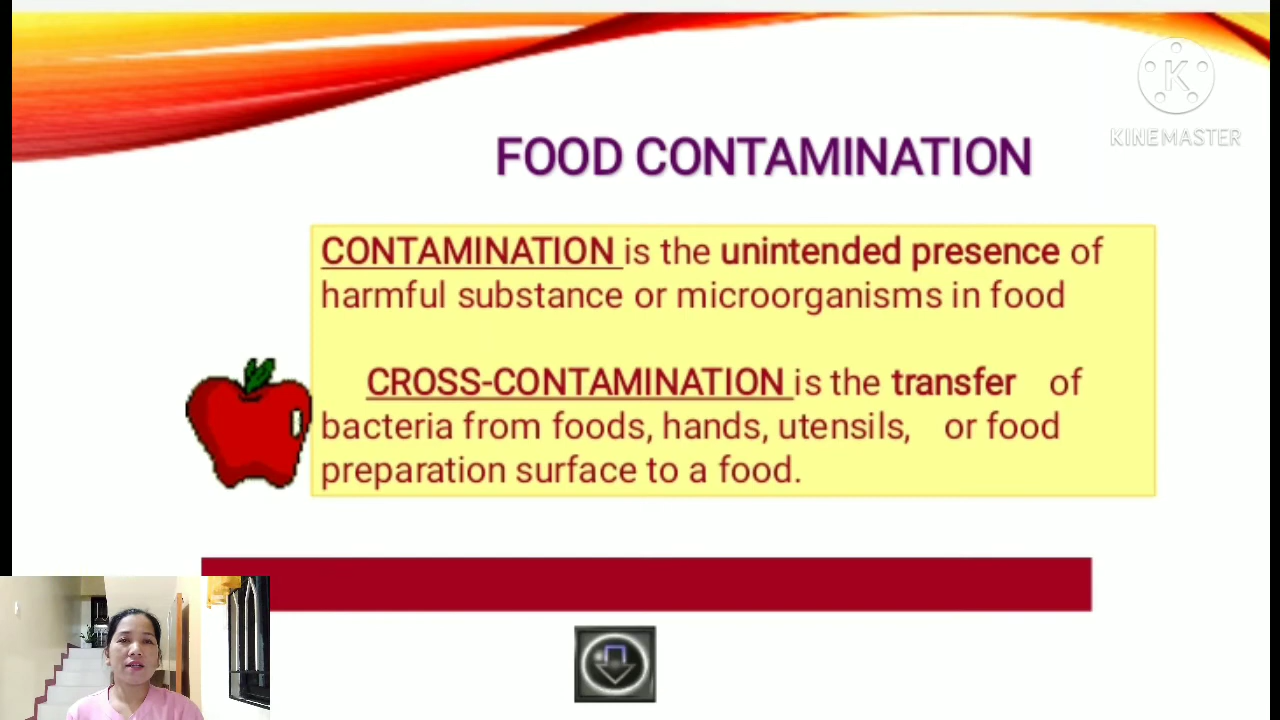 KINEMASTER
FOOD CONTAMINATION
CONTAMINATION is the unintended presence of
harmful substance or microorganisms in food
CROSS-CONTAMINATION is the transfer of
bacteria from foods, hands, utensils, or food
preparation surface to a food.